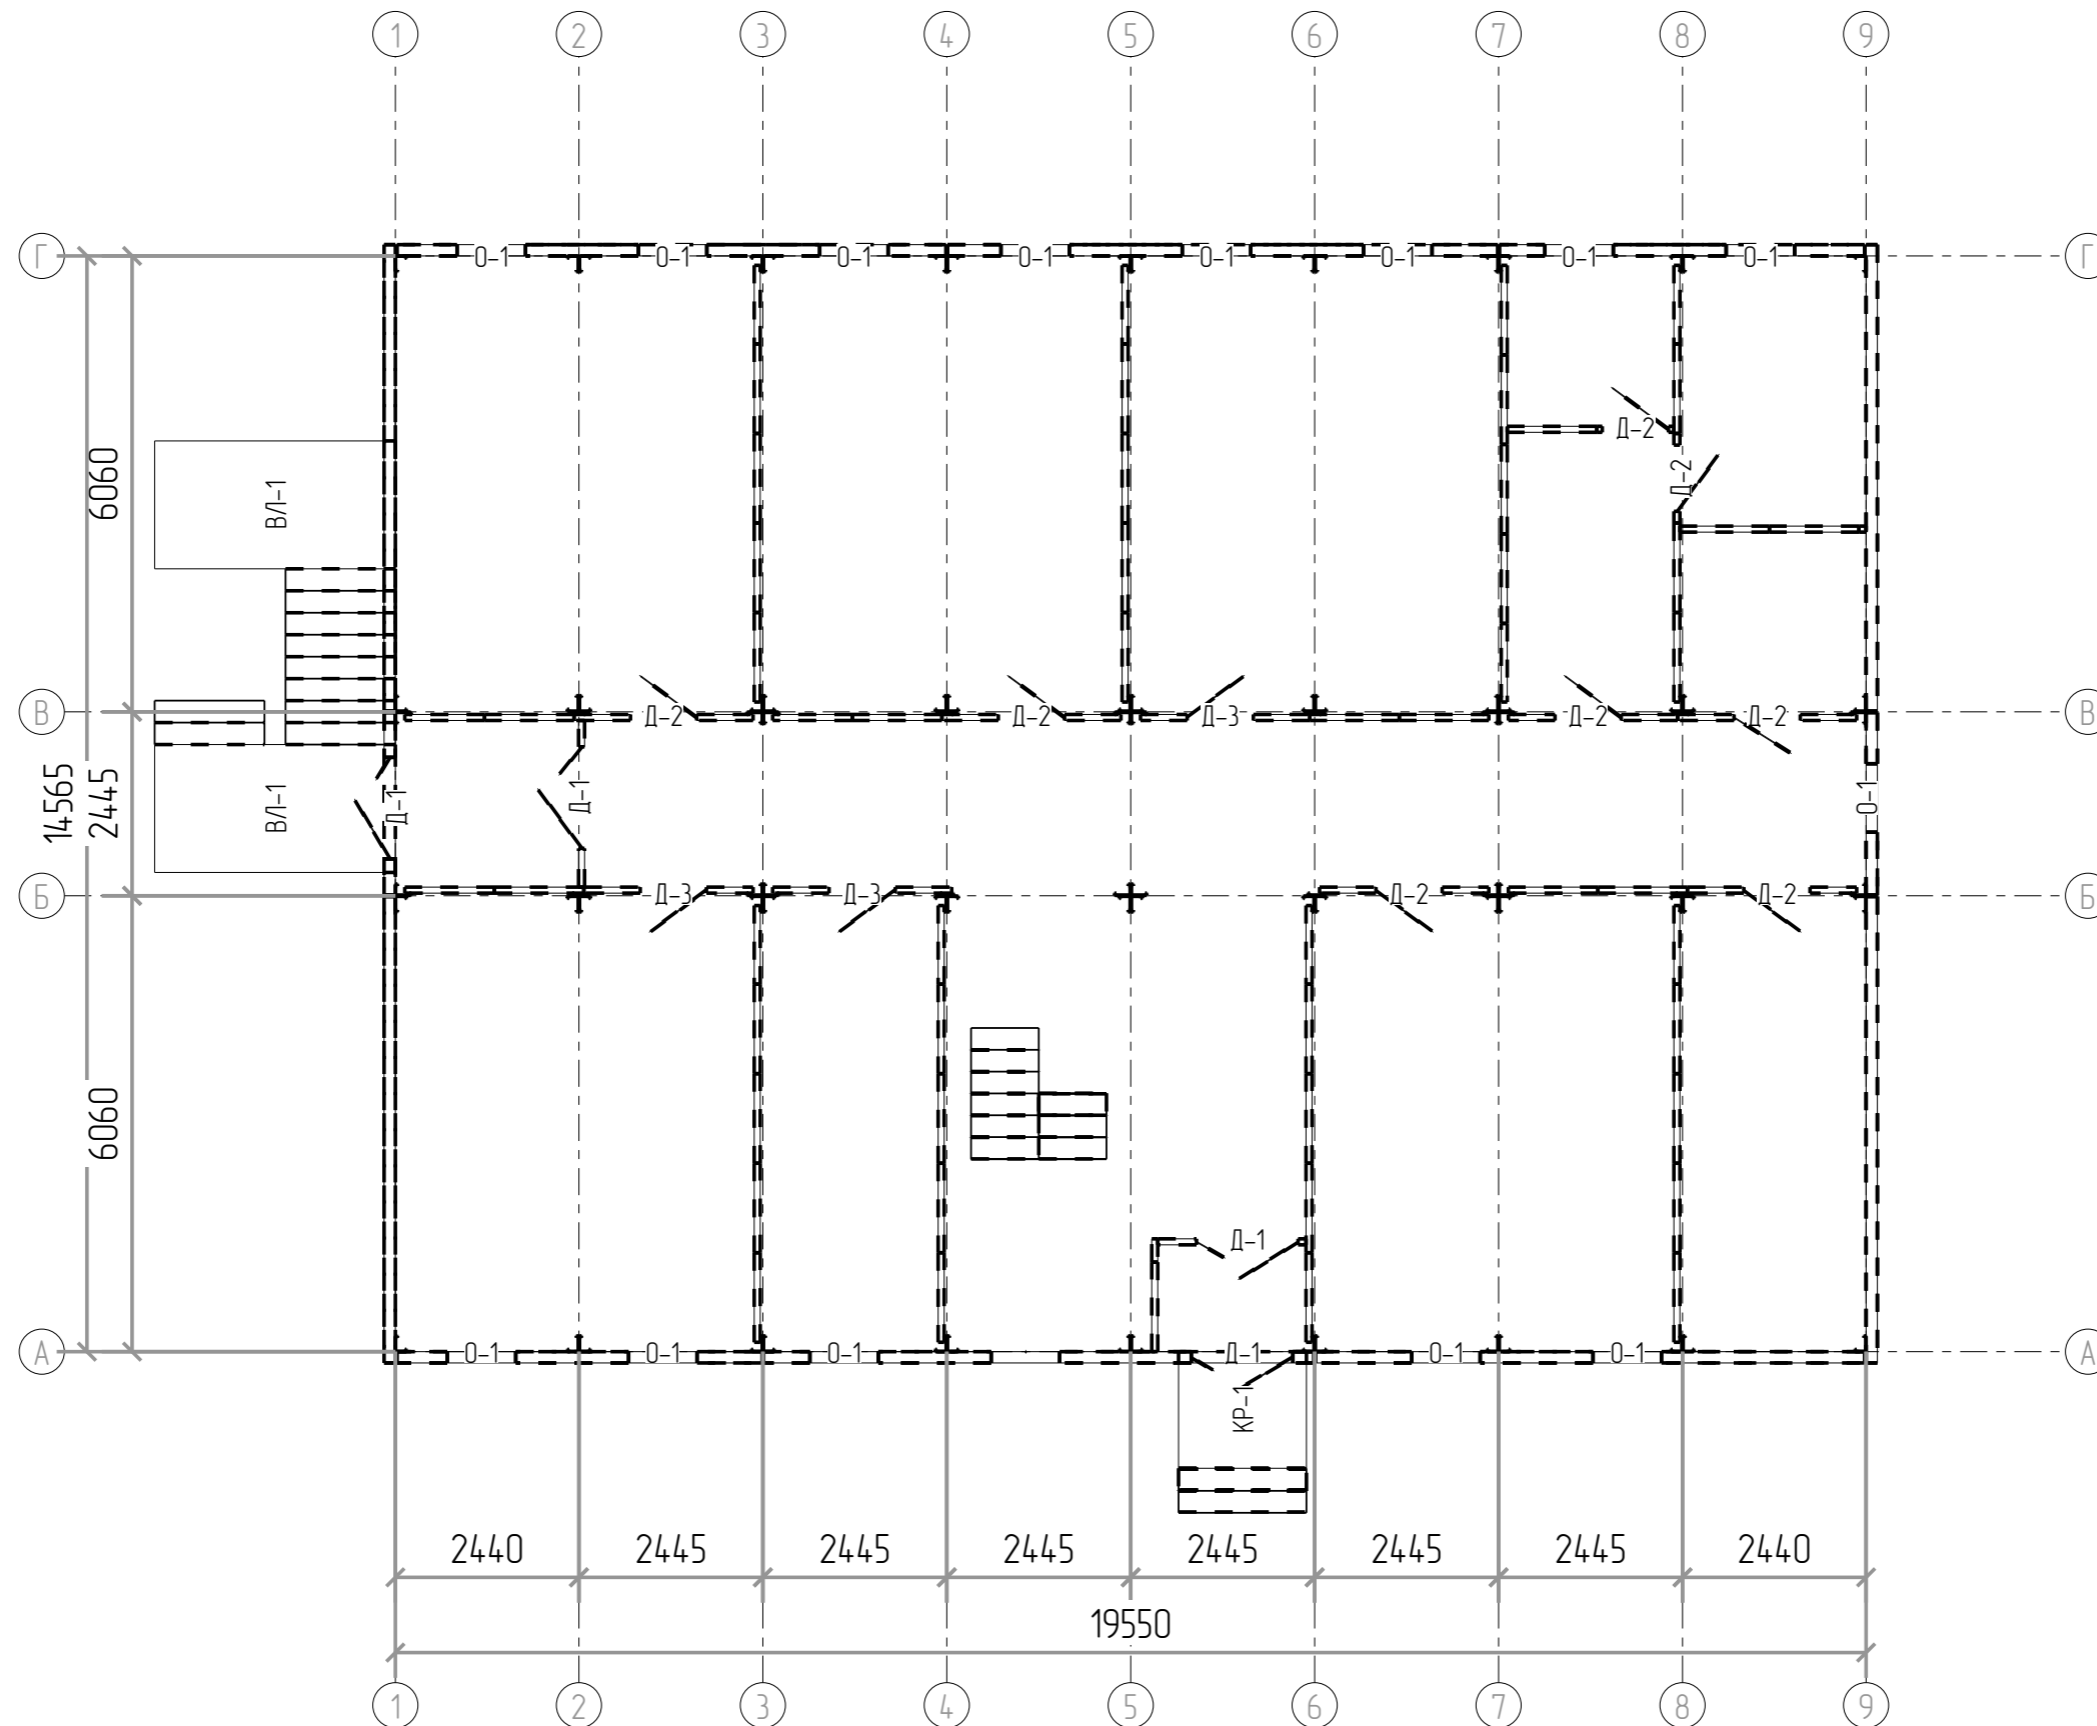 1 2 3 4 5 6 7 8 9
Г О-1 О-1 О-1 О-1 О-1 О-1 О-1 О-1 Г
Д-2
6060 ВЛ-1 Д-2
В Д-2 Д-2 Д-3 Д-2 Д-2 В
14565 2445 ВЛ-1 Д-1 Д-1 О-1
Б Д-3 Д-3 Д-2 Д-2 Б
6060
Д-1
А О-1 О-1 О-1 Д-1 О-1 О-1 А
КР-1
2440 2445 2445 2445 2445 2445 2445 2440
19550
1 2 3 4 5 6 7 8 9